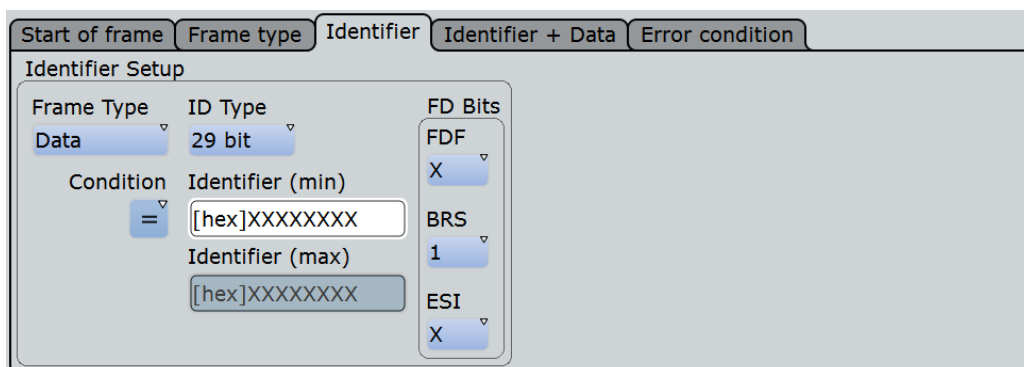 Start of frame Frame type Identifier Identifier + Data Error condition
Identifier Setup
Frame Type ID Type FD Bits
Data 29 bit FDF
X
Condition Identifier (min)
= [hex]XXXXXXXX BRS
Identifier (max) 1
[hex]XXXXXXXX ESI
X